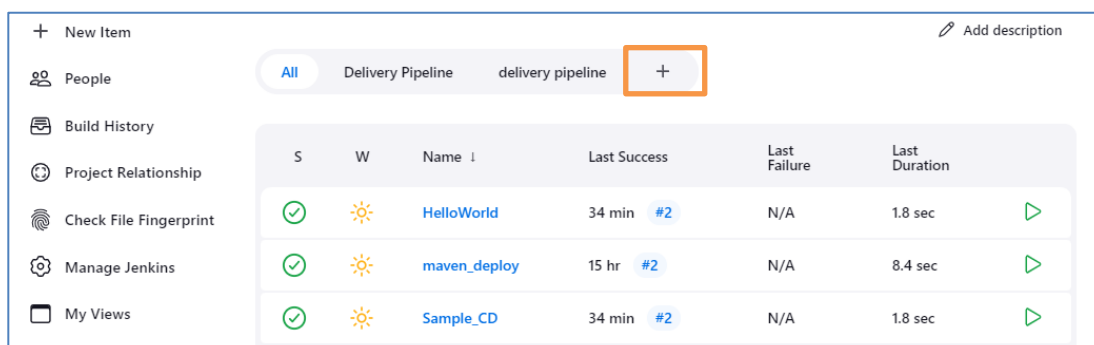 + New Item
Add description
People
All Delivery Pipeline delivery pipeline +
Build History
S W Name ↓ Last Success Last Failure Last Duration
Project Relationship
Check File Fingerprint
HelloWorld 34 min #2 N/A 1.8 sec
Manage Jenkins
maven_deploy 15 hr #2 N/A 8.4 sec
My Views
Sample_CD 34 min #2 N/A 1.8 sec